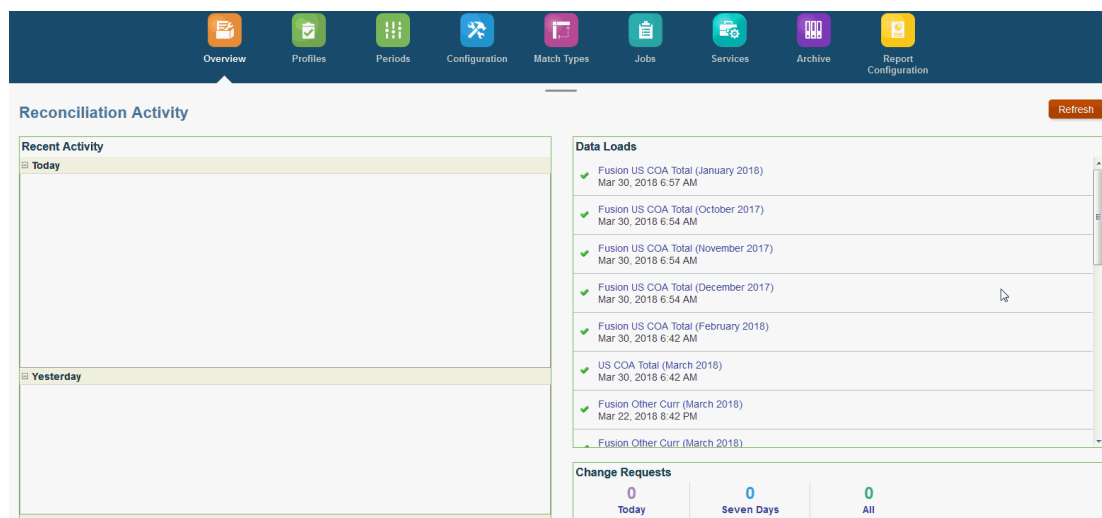 Overview
Profiles
Periods
Configuration
Match Types
Jobs
Services
Archive
Report
Configuration
Reconciliation Activity
Refresh
Recent Activity
Today
Yesterday
Data Loads
Fusion US COA Total (January 2018)
Mar 30, 2018 6:57 AM
Fusion US COA Total (October 2017)
Mar 30, 2018 6:54 AM
Fusion US COA Total (November 2017)
Mar 30, 2018 6:54 AM
Fusion US COA Total (December 2017)
Mar 30, 2018 6:54 AM
Fusion US COA Total (February 2018)
Mar 30, 2018 6:42 AM
US COA Total (March 2018)
Mar 30, 2018 6:42 AM
Fusion Other Curr (March 2018)
Mar 22, 2018 8:42 PM
Fusion Other Curr (March 2018)
Change Requests
0
Today
0
Seven Days
0
All